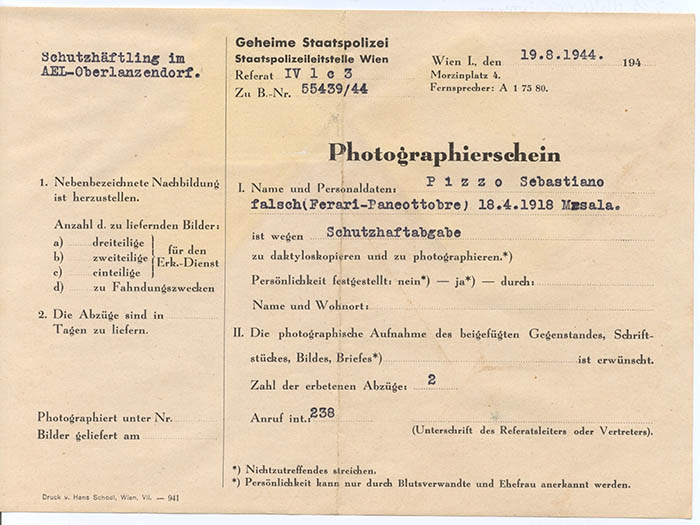 Schutzhäftling im
AEL-Oberlanzendorf.
Geheime Staatspolizei
Staatspolizeileitstelle Wien
Referat IV 1 c 3
Zu B.-Nr. 55439/44
Wien I., den 19.8.1944. 194
Morzinplatz 4.
Fernsprecher: A 1 75 80.
Photographierschein
1. Nebenbezeichnete Nachbildung
ist herzustellen.
Anzahl d. zu liefernden Bilder:
a) dreiteilige
b) zweiteilige
c) einteilige
für den
Erk.-Dienst
d) zu Fahndungszwecken
2. Die Abzüge sind in
Tagen zu liefern.
Photographiert unter Nr.
Bilder geliefert am
I. Name und Personaldaten: Pizzo Sebastiano
falsch(Ferari-Paneottobre) 18.4.1918 Marsala.
ist wegen Schutzhaftabgabe
zu daktyloskopieren und zu photographieren.*)
Persönlichkeit festgestellt: nein*) — ja*) — durch:
Name und Wohnort:
II. Die photographische Aufnahme des beigefügten Gegenstandes, Schrift-
stückes, Bildes, Briefes*) ist erwünscht.
Zahl der erbetenen Abzüge: 2
Anruf int.: 238
(Unterschrift des Referatsleiters oder Vertreters).
*) Nichtzutreffendes streichen.
*) Persönlichkeit kann nur durch Blutsverwandte und Ehefrau anerkannt werden.
Druck v. Hans Schodl, Wien, VII. — 941